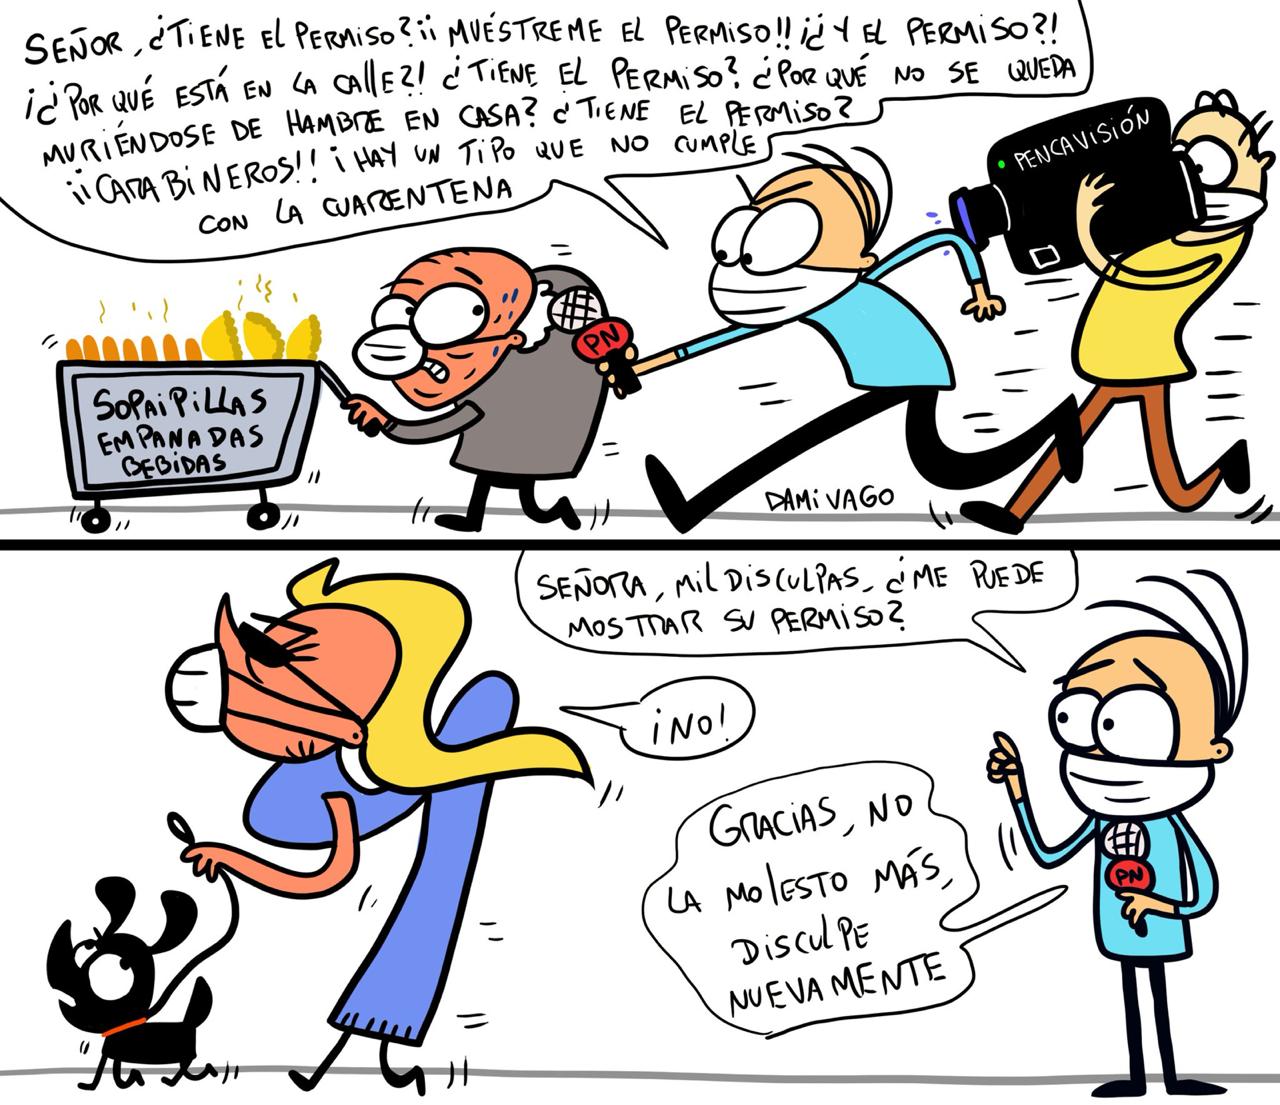 SEÑOR, ¿TIENE EL PERMISO? ¡¡ MUÉSTREME EL PERMISO!! ¡¿Y EL PERMISO?!
¡¿POR QUÉ ESTÁ EN LA CALLE?! ¿TIENE EL PERMISO? ¿POR QUÉ NO SE QUEDA
MURIÉNDOSE DE HAMBRE EN CASA? ¿TIENE EL PERMISO?
¡¡CARABINEROS!! ¡HAY UN TIPO QUE NO CUMPLE
CON LA CUARENTENA
PENCAVISIÓN
PN
SOPAIPILLAS
EMPANADAS
BEBIDAS
DAMIVAGO
SEÑORA, MIL DISCULPAS, ¿ME PUEDE
MOSTRAR SU PERMISO?
¡NO!
GRACIAS, NO
LA MOLESTO MÁS,
DISCULPE
NUEVAMENTE
PN